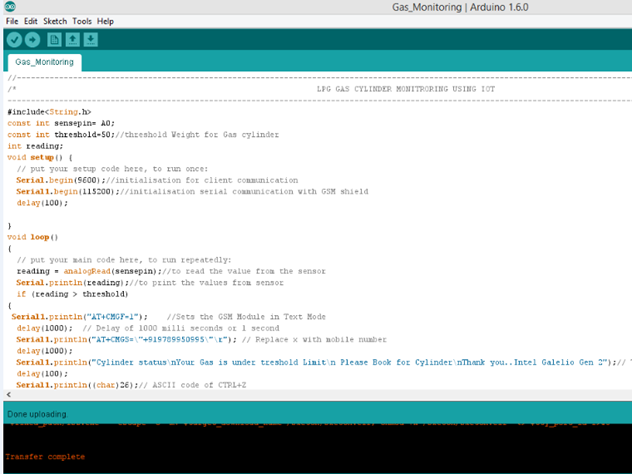 Gas_Monitoring | Arduino 1.6.0
File Edit Sketch Tools Help
Gas_Monitoring
//----------------------------------------------------------------
/* LPG GAS CYLINDER MONITRORING USING IOT
----------------------------------------------------------------
#include<String.h>
const int sensepin= A0;
const int threshold=50;//threshold Weight for Gas cylinder
int reading;
void setup() {
// put your setup code here, to run once:
Serial.begin(9600);//initialisation for client communication
Serial1.begin(115200);//initialisation serial communication with GSM shield
delay(100);
}
void loop()
{
// put your main code here, to run repeatedly:
reading = analogRead(sensepin);//to read the value from the sensor
Serial.println(reading);//to print the values from sensor
if (reading > threshold)
{
Serial1.println("AT+CMGF=1"); //Sets the GSM Module in Text Mode
delay(1000); // Delay of 1000 milli seconds or 1 second
Serial1.println("AT+CMGS=\"+919789950995\"\r"); // Replace x with mobile number
delay(1000);
Serial1.println("Cylinder status\nYour Gas is under treshold Limit\n Please Book for Cylinder\nThank you..Intel Galelio Gen 2");//
delay(100);
Serial1.println((char)26);// ASCII code of CTRL+Z
Done uploading.
Transfer complete